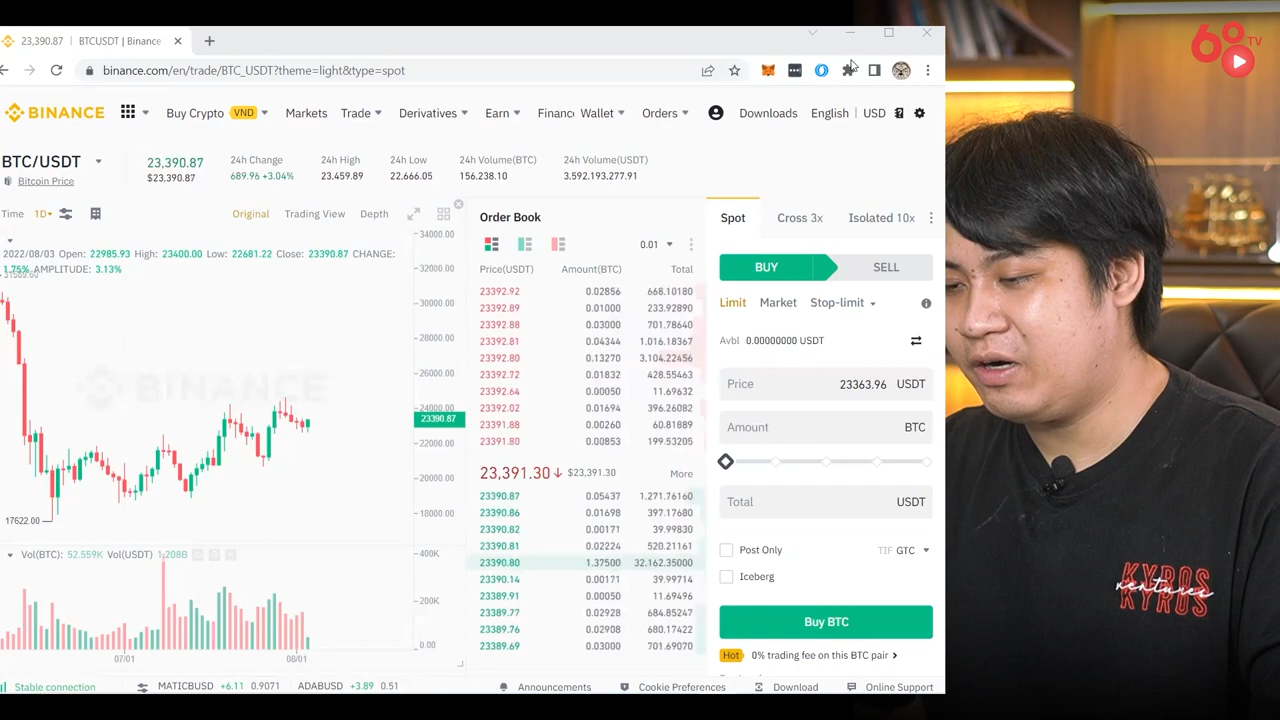 23,390.87 | BTCUSDT | Binance
binance.com/en/trade/BTC_USDT?theme=light&type=spot
68 TV
BINANCE
Buy Crypto VND Markets Trade Derivatives Earn Finance Wallet Orders Downloads English USD
BTC/USDT
Bitcoin Price
23,390.87
$23,390.87
24h Change
689.96 +3.04%
24h High
23,459.89
24h Low
22,666.05
24h Volume(BTC)
156,238.10
24h Volume(USDT)
3,592,193,277.91
Time 1D Original Trading View Depth
2022/08/03 Open: 22985.93 High: 23400.00 Low: 22681.22 Close: 23390.87 CHANGE:
1.75% AMPLITUDE: 3.13%
34000.00
32000.00
30000.00
28000.00
26000.00
24000.00
23390.87
22000.00
20000.00
18000.00
17622.00
BINANCE
Vol(BTC): 52.559K Vol(USDT) 1.208B
400K
200K
0.00
07/01 08/01
Order Book
0.01
Price(USDT) Amount(BTC) Total
23392.92 0.02856 668.10180
23392.89 0.01000 233.92890
23392.88 0.03000 701.78640
23392.81 0.04344 1,016.18367
23392.80 0.13270 3,104.22456
23392.72 0.01832 428.55463
23392.64 0.00050 11.69632
23392.02 0.01694 396.26082
23391.88 0.00260 60.81889
23391.80 0.00853 199.53205
23,391.30 $23,391.30 More
23390.87 0.05437 1,271.76160
23390.86 0.01698 397.17680
23390.82 0.00171 39.99830
23390.81 0.02224 520.21161
23390.80 1.37500 32,162.35000
23390.14 0.00171 39.99714
23389.91 0.00050 11.69496
23389.77 0.02928 684.85247
23389.76 0.02908 680.17422
23389.69 0.03000 701.69070
Spot Cross 3x Isolated 10x
BUY SELL
Limit Market Stop-limit
Avbl 0.00000000 USDT
Price 23363.96 USDT
Amount BTC
Total USDT
Post Only TIF GTC
Iceberg
Buy BTC
Hot 0% trading fee on this BTC pair
Stable connection MATICBUSD +6.11 0.9071 ADABUSD +3.89 0.51 Announcements Cookie Preferences Download Online Support
KYROS
ventures
KYROS